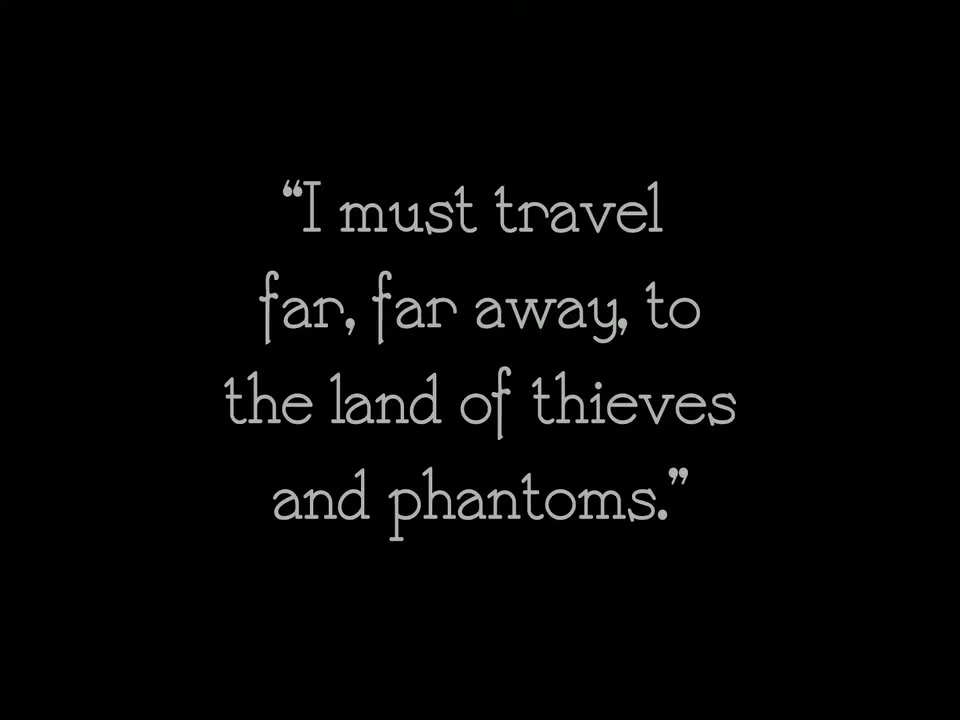 “I must travel
far, far away, to
the land of thieves
and phantoms.”